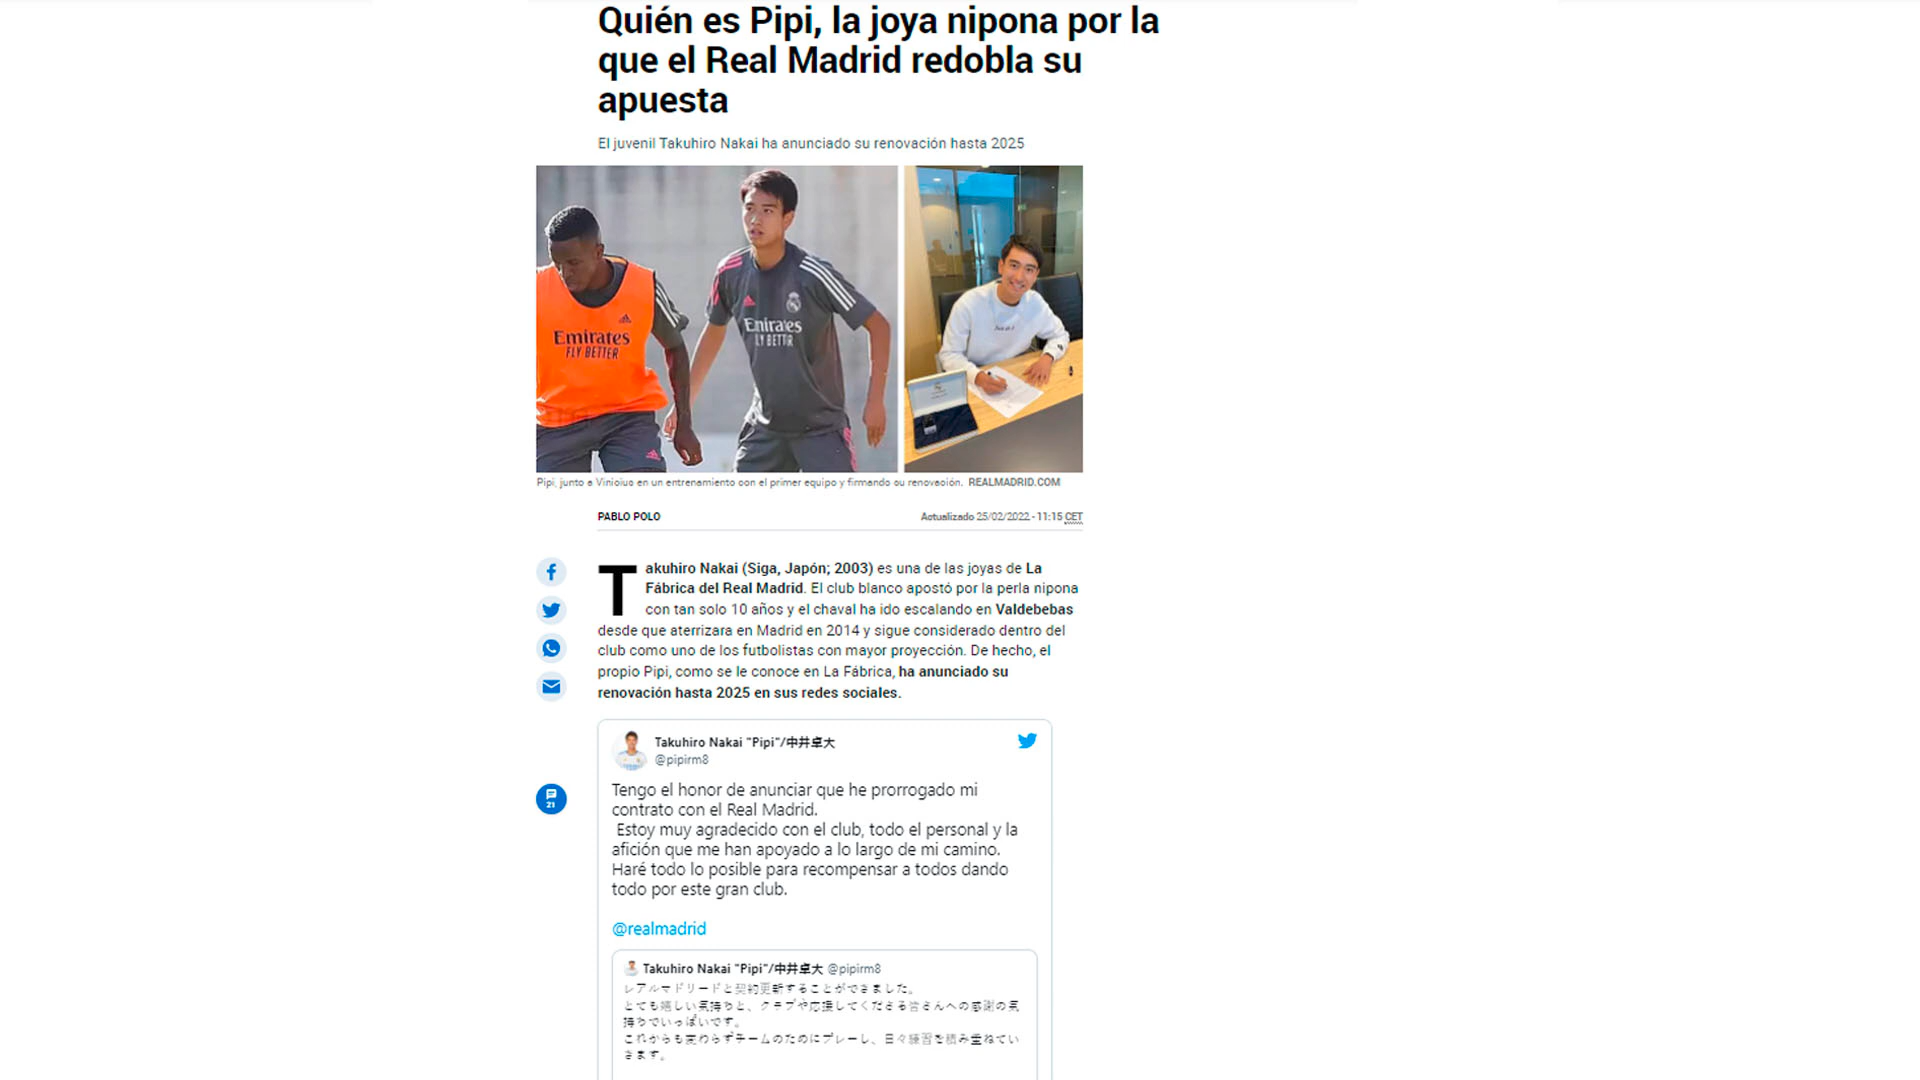 Quién es Pipi, la joya nipona por la
que el Real Madrid redobla su
apuesta
El juvenil Takuhiro Nakai ha anunciado su renovación hasta 2025
Emirates
FLY BETTER
Emirates
FLY BETTER
Pipi, junto a Vinicius en un entrenamiento con el primer equipo y firmando su renovación. REALMADRID.COM
PABLO POLO
Actualizado 25/02/2022 - 11:15 CET
Takuhiro Nakai (Siga, Japón; 2003) es una de las joyas de La
Fábrica del Real Madrid. El club blanco apostó por la perla nipona
con tan solo 10 años y el chaval ha ido escalando en Valdebebas
desde que aterrizara en Madrid en 2014 y sigue considerado dentro del
club como uno de los futbolistas con mayor proyección. De hecho, el
propio Pipi, como se le conoce en La Fábrica, ha anunciado su
renovación hasta 2025 en sus redes sociales.
21
Takuhiro Nakai "Pipi"/中井卓大
@pipirm8
Tengo el honor de anunciar que he prorrogado mi
contrato con el Real Madrid.
Estoy muy agradecido con el club, todo el personal y la
afición que me han apoyado a lo largo de mi camino.
Haré todo lo posible para recompensar a todos dando
todo por este gran club.
@realmadrid
Takuhiro Nakai "Pipi"/中井卓大 @pipirm8
レアルマドリードと契約更新することができました。
とても嬉しい気持ちと、クラブや応援してくださる皆さんへの感謝の気
持ちでいっぱいです。
これからも変わらずチームのためにプレーし、日々練習を積み重ねてい
きます。